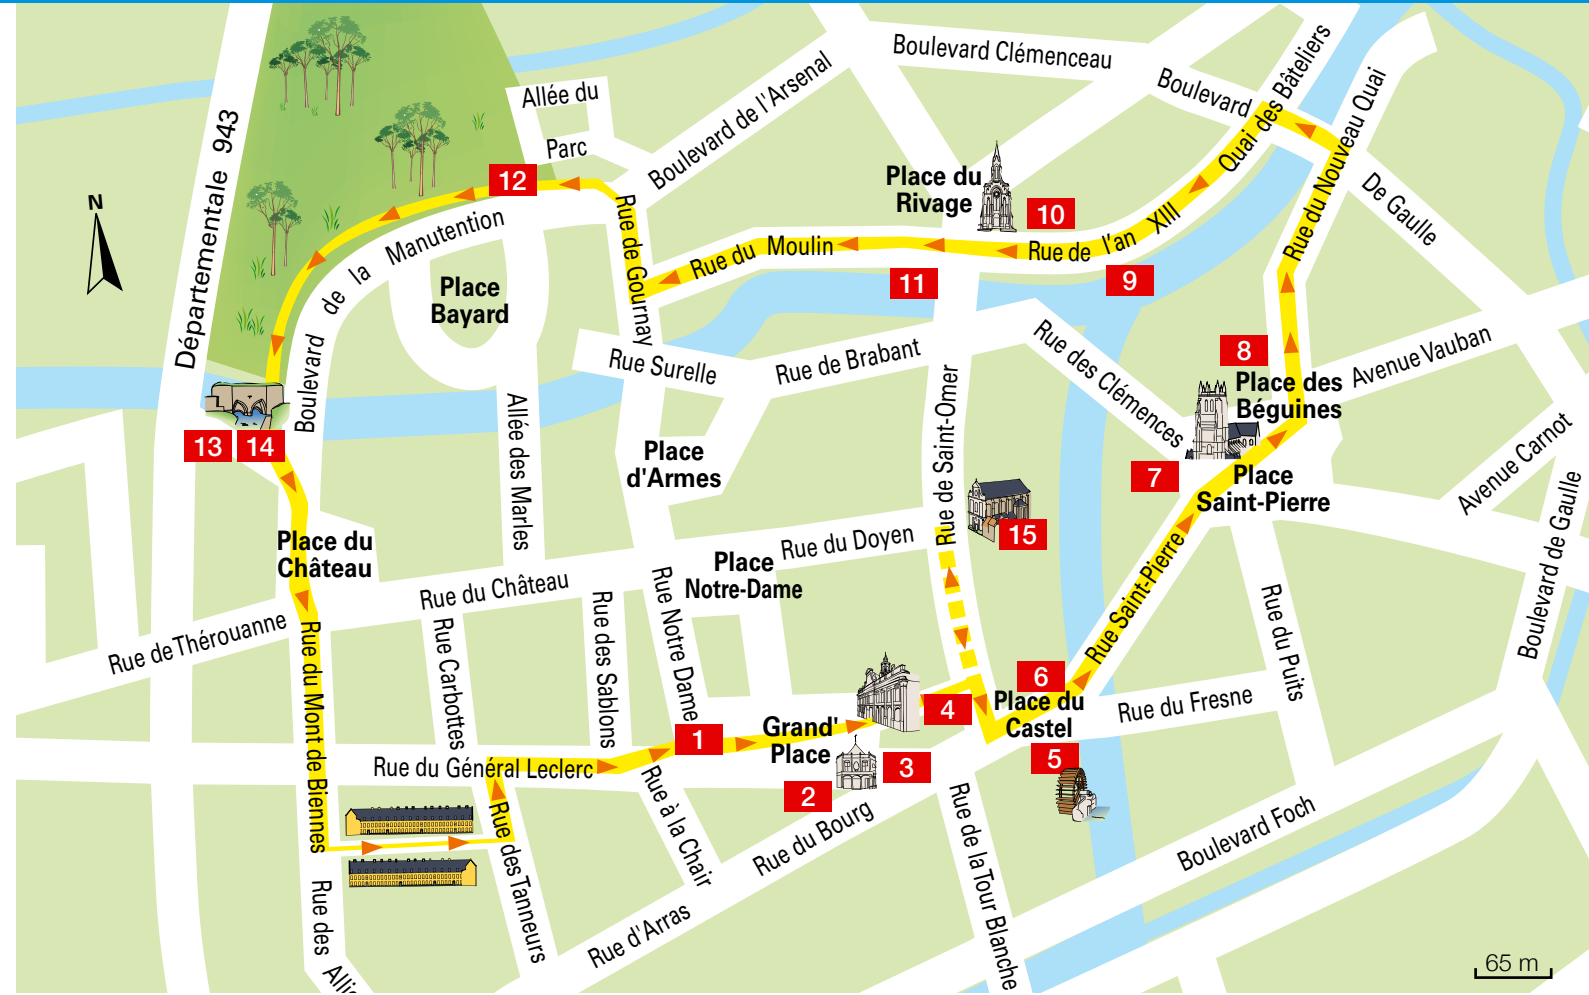 Boulevard Clémenceau
Boulevard
Quai des Bâteliers
Allée du
Parc
Boulevard de l'Arsenal
Départementale 943
Rue du Nouveau Quai
De Gaulle
12
Place du
Rivage
10
N
Boulevard de la Manutention
Rue de Gournay
Rue du Moulin
Rue de l'an XIII
Place
Bayard
11
9
Rue Surelle
Rue de Brabant
Rue des Clémences
8
Place des
Béguines
Avenue Vauban
13
14
Allée des Marles
Place
d'Armes
Rue de Saint-Omer
7
Place
Saint-Pierre
Avenue Carnot
Boulevard de Gaulle
Place du
Château
Rue du Doyen
15
Place
Notre-Dame
Rue du Château
Rue de Thérouanne
Rue Carbottes
Rue des Sablons
Rue Notre Dame
Rue Saint-Pierre
Rue du Puits
Rue du Mont de Biennes
6
Place du
Castel
Rue du Fresne
1
Grand'
Place
4
5
3
2
Rue du Général Leclerc
Rue à la Chair
Rue du Bourg
Rue des Tanneurs
Rue de la Tour Blanche
Boulevard Foch
Rue d'Arras
Rue des
Allie
65 m